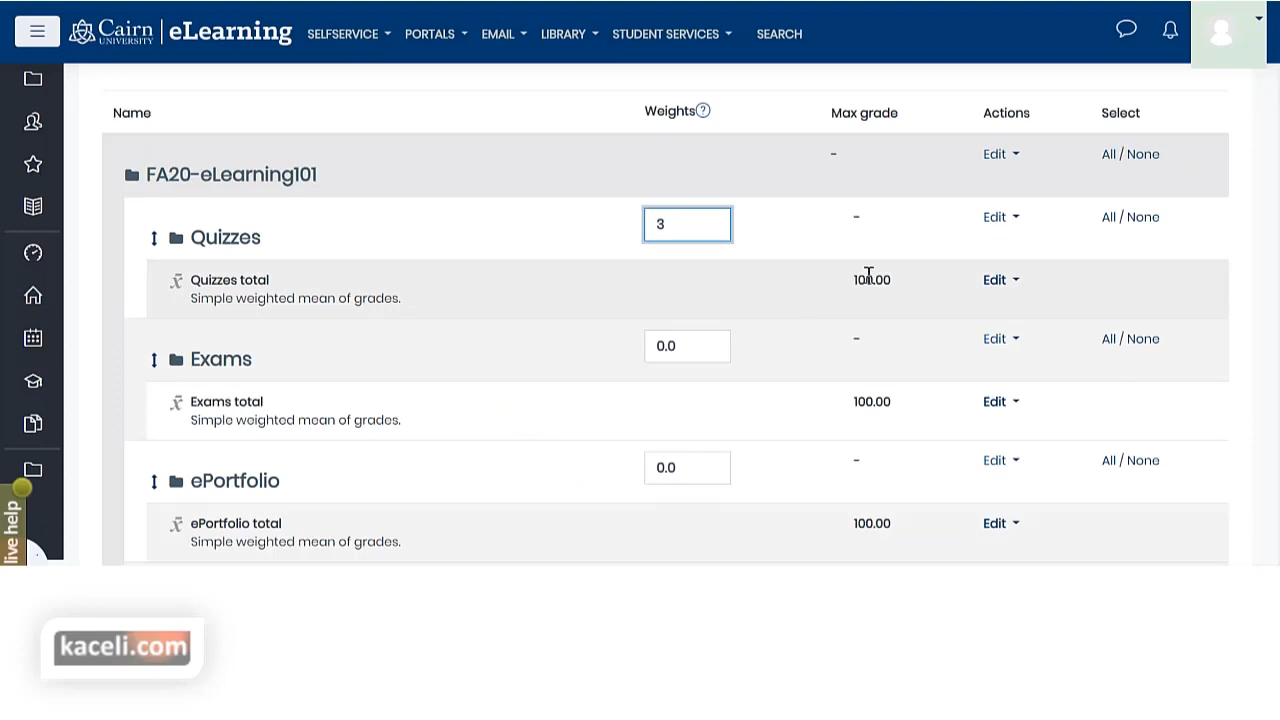 Cairn UNIVERSITY eLearning SELFSERVICE PORTALS EMAIL LIBRARY STUDENT SERVICES SEARCH
Name Weights? Max grade Actions Select
FA20-eLearning101 - Edit All / None
Quizzes 3 - Edit All / None
Quizzes total 100.00 Edit
Simple weighted mean of grades.
Exams 0.0 - Edit All / None
Exams total 100.00 Edit
Simple weighted mean of grades.
ePortfolio 0.0 - Edit All / None
ePortfolio total 100.00 Edit
Simple weighted mean of grades.
live help
kaceli.com